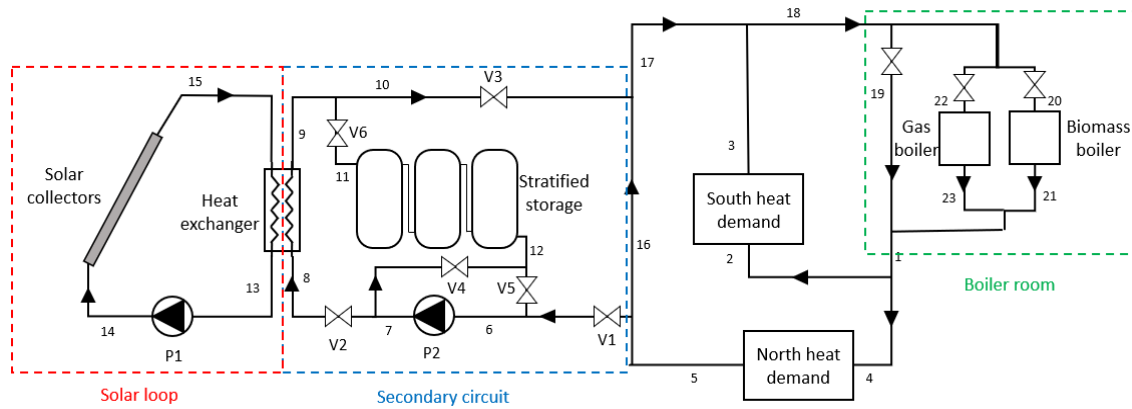 18
15
17
10
V3
22
20
19
9
V6
Gas
boiler
Biomass
boiler
3
11
Solar
collectors
Heat
exchanger
Stratified
storage
South heat
demand
23
21
16
12
2
1
8
13
V4
V5
Boiler room
14
7
6
V2
P2
V1
P1
North heat
demand
5
4
Solar loop
Secondary circuit